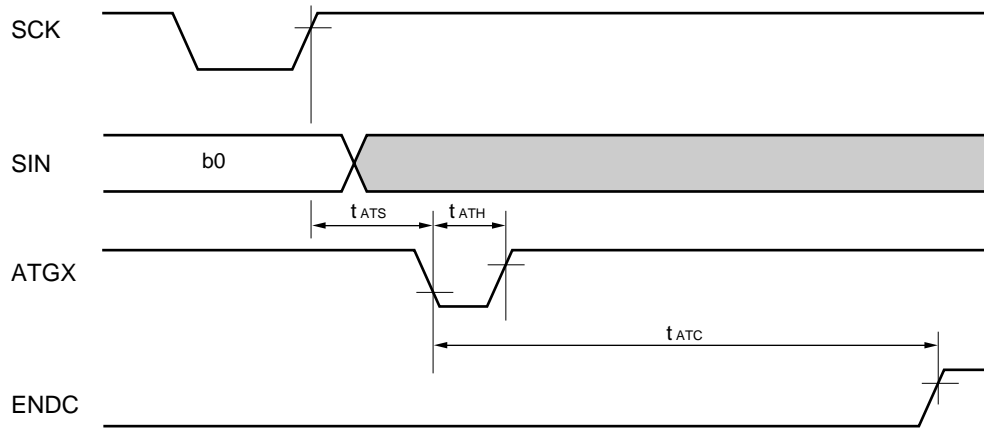 SCK
SIN
b0
t ATS
t ATH
ATGX
t ATC
ENDC